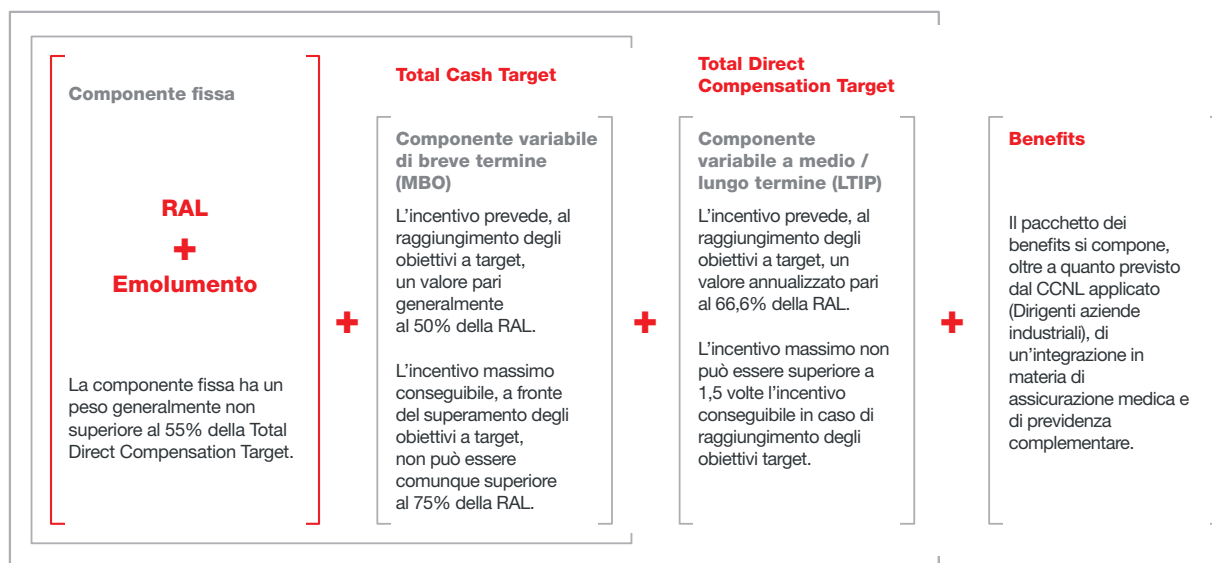 Componente fissa
RAL
+
Emolumento
La componente fissa ha un
peso generalmente non
superiore al 55% della Total
Direct Compensation Target.
+
Total Cash Target
Componente variabile
di breve termine
(MBO)
L’incentivo prevede, al
raggiungimento degli
obiettivi a target,
un valore pari
generalmente
al 50% della RAL.
L’incentivo massimo
conseguibile, a fronte
del superamento degli
obiettivi a target,
non può essere
comunque superiore
al 75% della RAL.
+
Total Direct
Compensation Target
Componente
variabile a medio /
lungo termine (LTIP)
L’incentivo prevede, al
raggiungimento degli
obiettivi a target, un
valore annualizzato pari
al 66,6% della RAL.
L’incentivo massimo non
può essere superiore a
1,5 volte l’incentivo
conseguibile in caso di
raggiungimento degli
obiettivi target.
+
Benefits
Il pacchetto dei
benefits si compone,
oltre a quanto previsto
dal CCNL applicato
(Dirigenti aziende
industriali), di
un’integrazione in
materia di
assicurazione medica e
di previdenza
complementare.